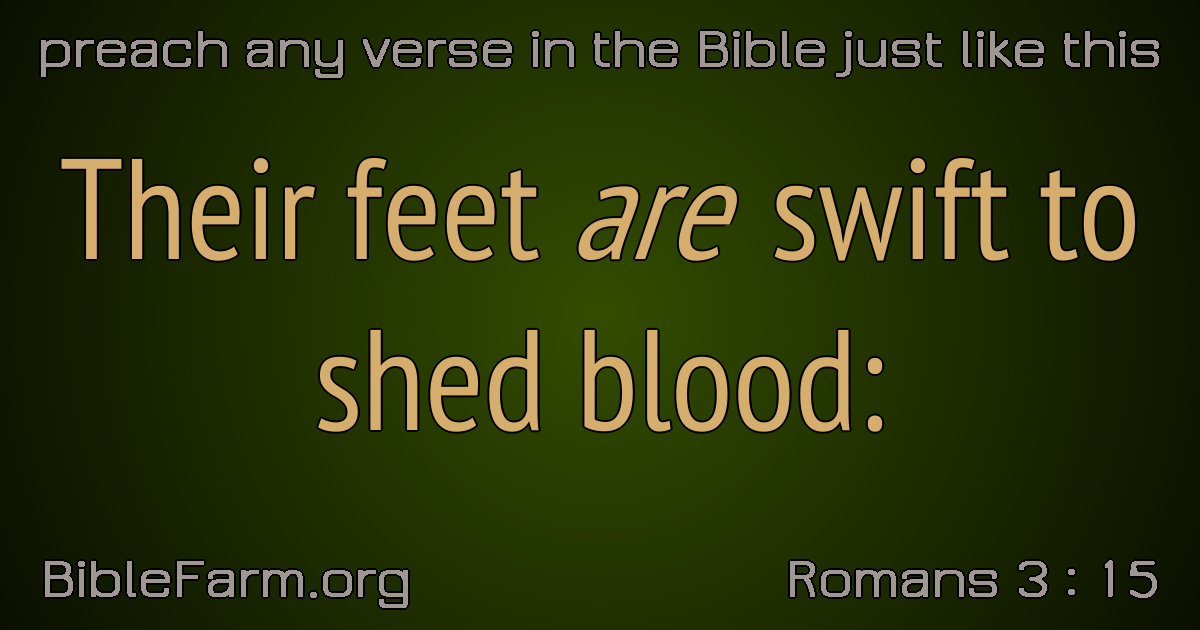 preach any verse in the Bible just like this
Their feet are swift to
shed blood:
BibleFarm.org
Romans 3 : 15